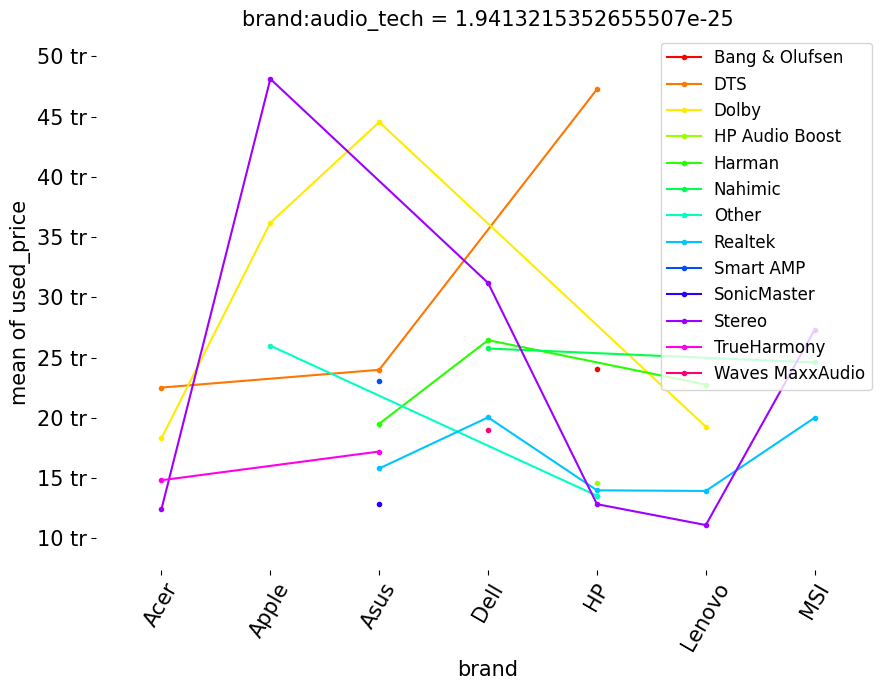 brand:audio_tech = 1.9413215352655507e-25
50 tr
45 tr
40 tr
35 tr
30 tr
25 tr
20 tr
15 tr
10 tr
mean of used_price
Bang & Olufsen
DTS
Dolby
HP Audio Boost
Harman
Nahimic
Other
Realtek
Smart AMP
SonicMaster
Stereo
TrueHarmony
Waves MaxxAudio
Acer
Apple
Asus
Dell
HP
Lenovo
MSI
brand